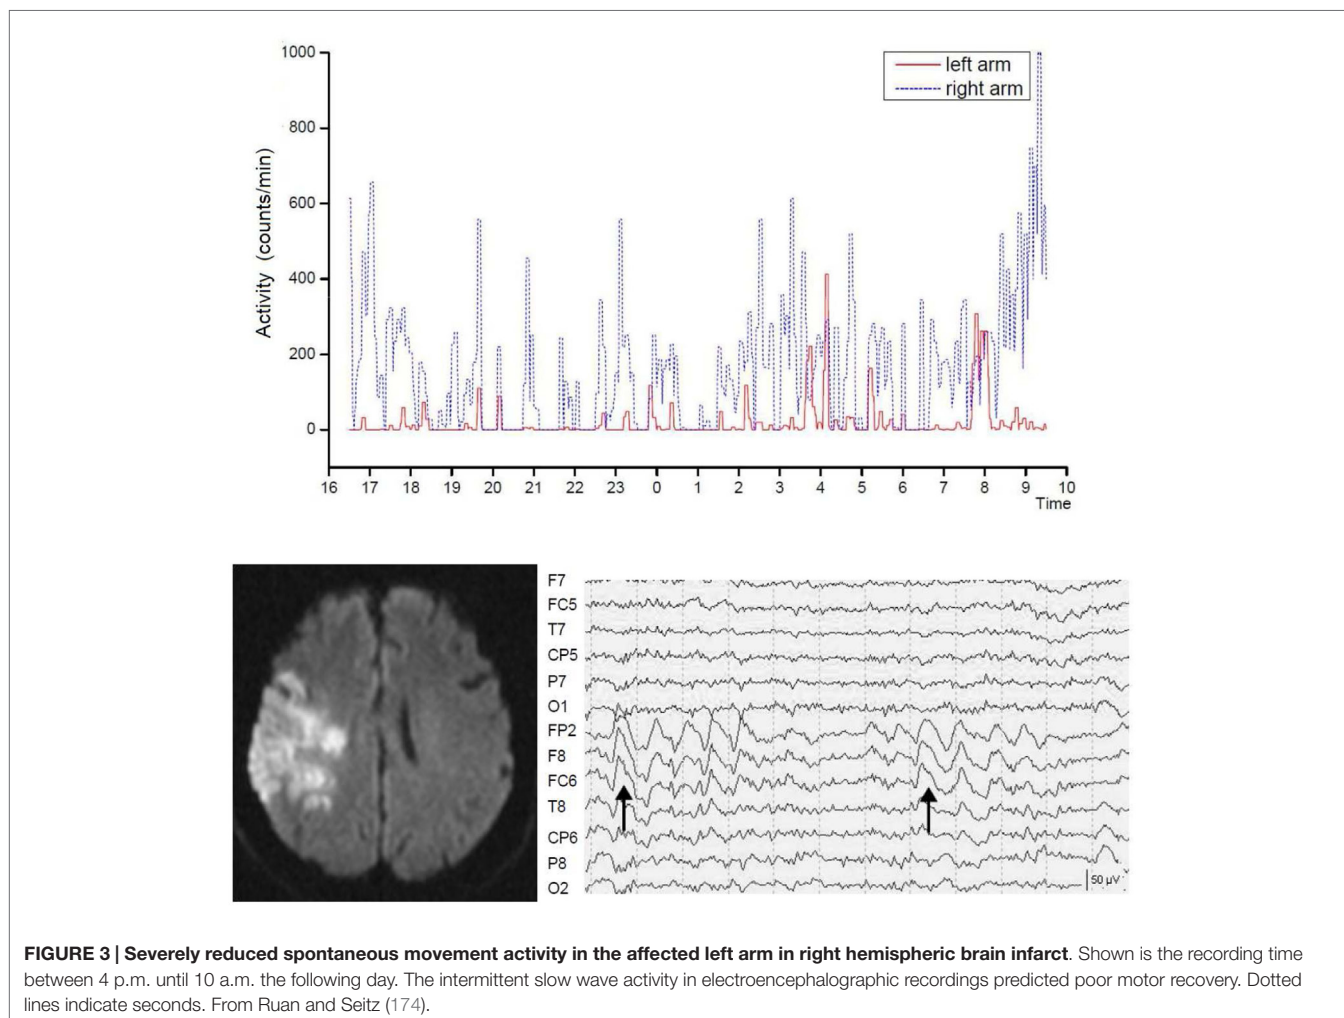 1000
800
600
400
200
0
Activity (counts/min)
left arm
right arm
16 17 18 19 20 21 22 23 0 1 2 3 4 5 6 7 8 9 10
Time
F7
FC5
T7
CP5
P7
O1
FP2
F8
FC6
T8
CP6
P8
O2
50 µV
FIGURE 3 | Severely reduced spontaneous movement activity in the affected left arm in right hemispheric brain infarct. Shown is the recording time
between 4 p.m. until 10 a.m. the following day. The intermittent slow wave activity in electroencephalographic recordings predicted poor motor recovery. Dotted
lines indicate seconds. From Ruan and Seitz (174).